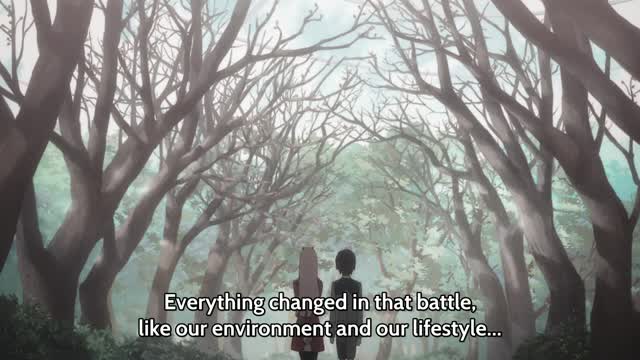 Everything changed in that battle,
like our environment and our lifestyle...